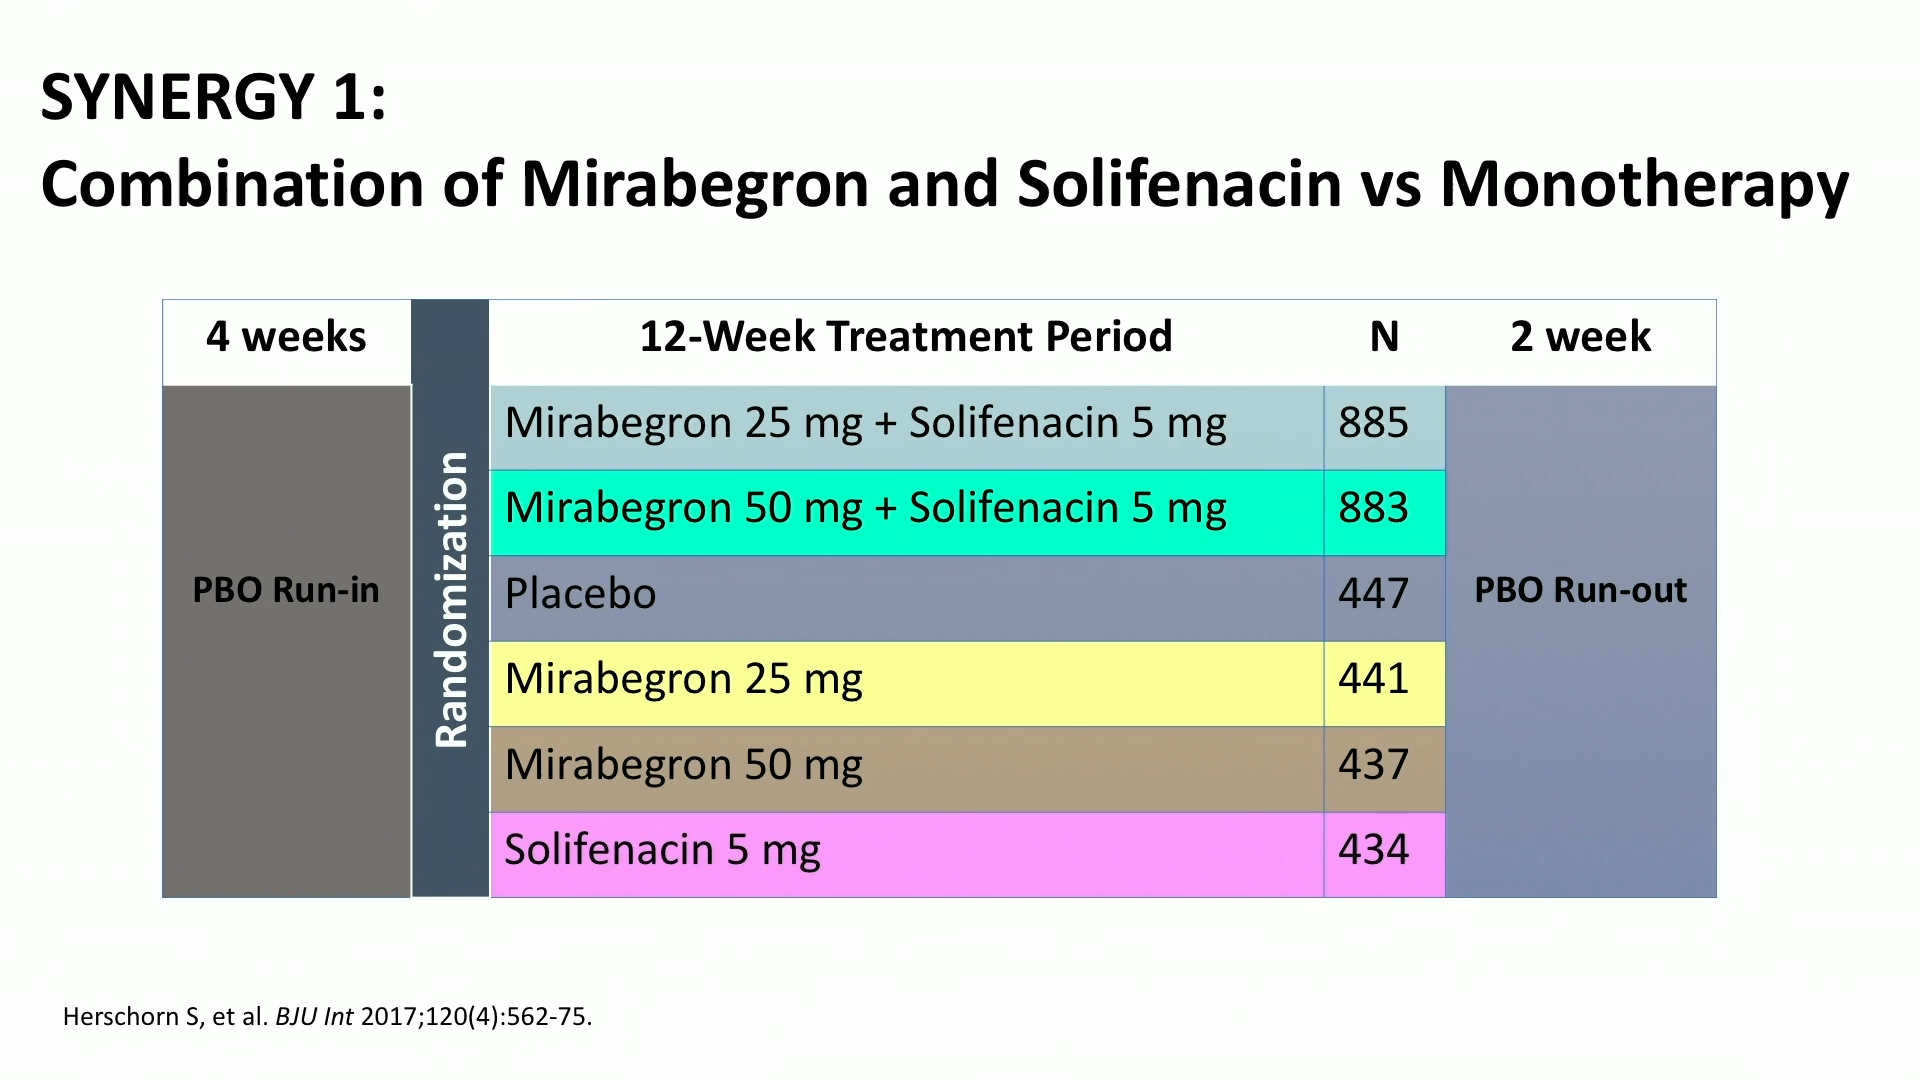 SYNERGY 1:
Combination of Mirabegron and Solifenacin vs Monotherapy
4 weeks
12-Week Treatment Period N 2 week
PBO Run-in
Randomization
Mirabegron 25 mg + Solifenacin 5 mg 885
Mirabegron 50 mg + Solifenacin 5 mg 883
Placebo 447
Mirabegron 25 mg 441
Mirabegron 50 mg 437
Solifenacin 5 mg 434
PBO Run-out
Herschorn S, et al. BJU Int 2017;120(4):562-75.